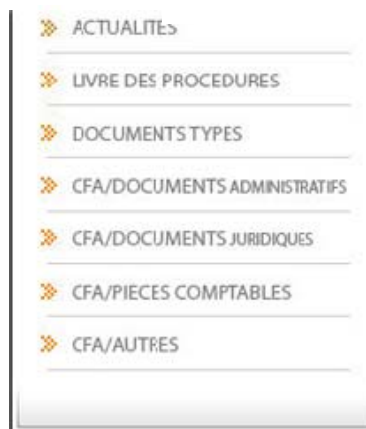 ACTUALITES
LIVRE DES PROCEDURES
DOCUMENTS TYPES
CFA/DOCUMENTS ADMINISTRATIFS
CFA/DOCUMENTS JURIDIQUES
CFA/PIECES COMPTABLES
CFA/AUTRES